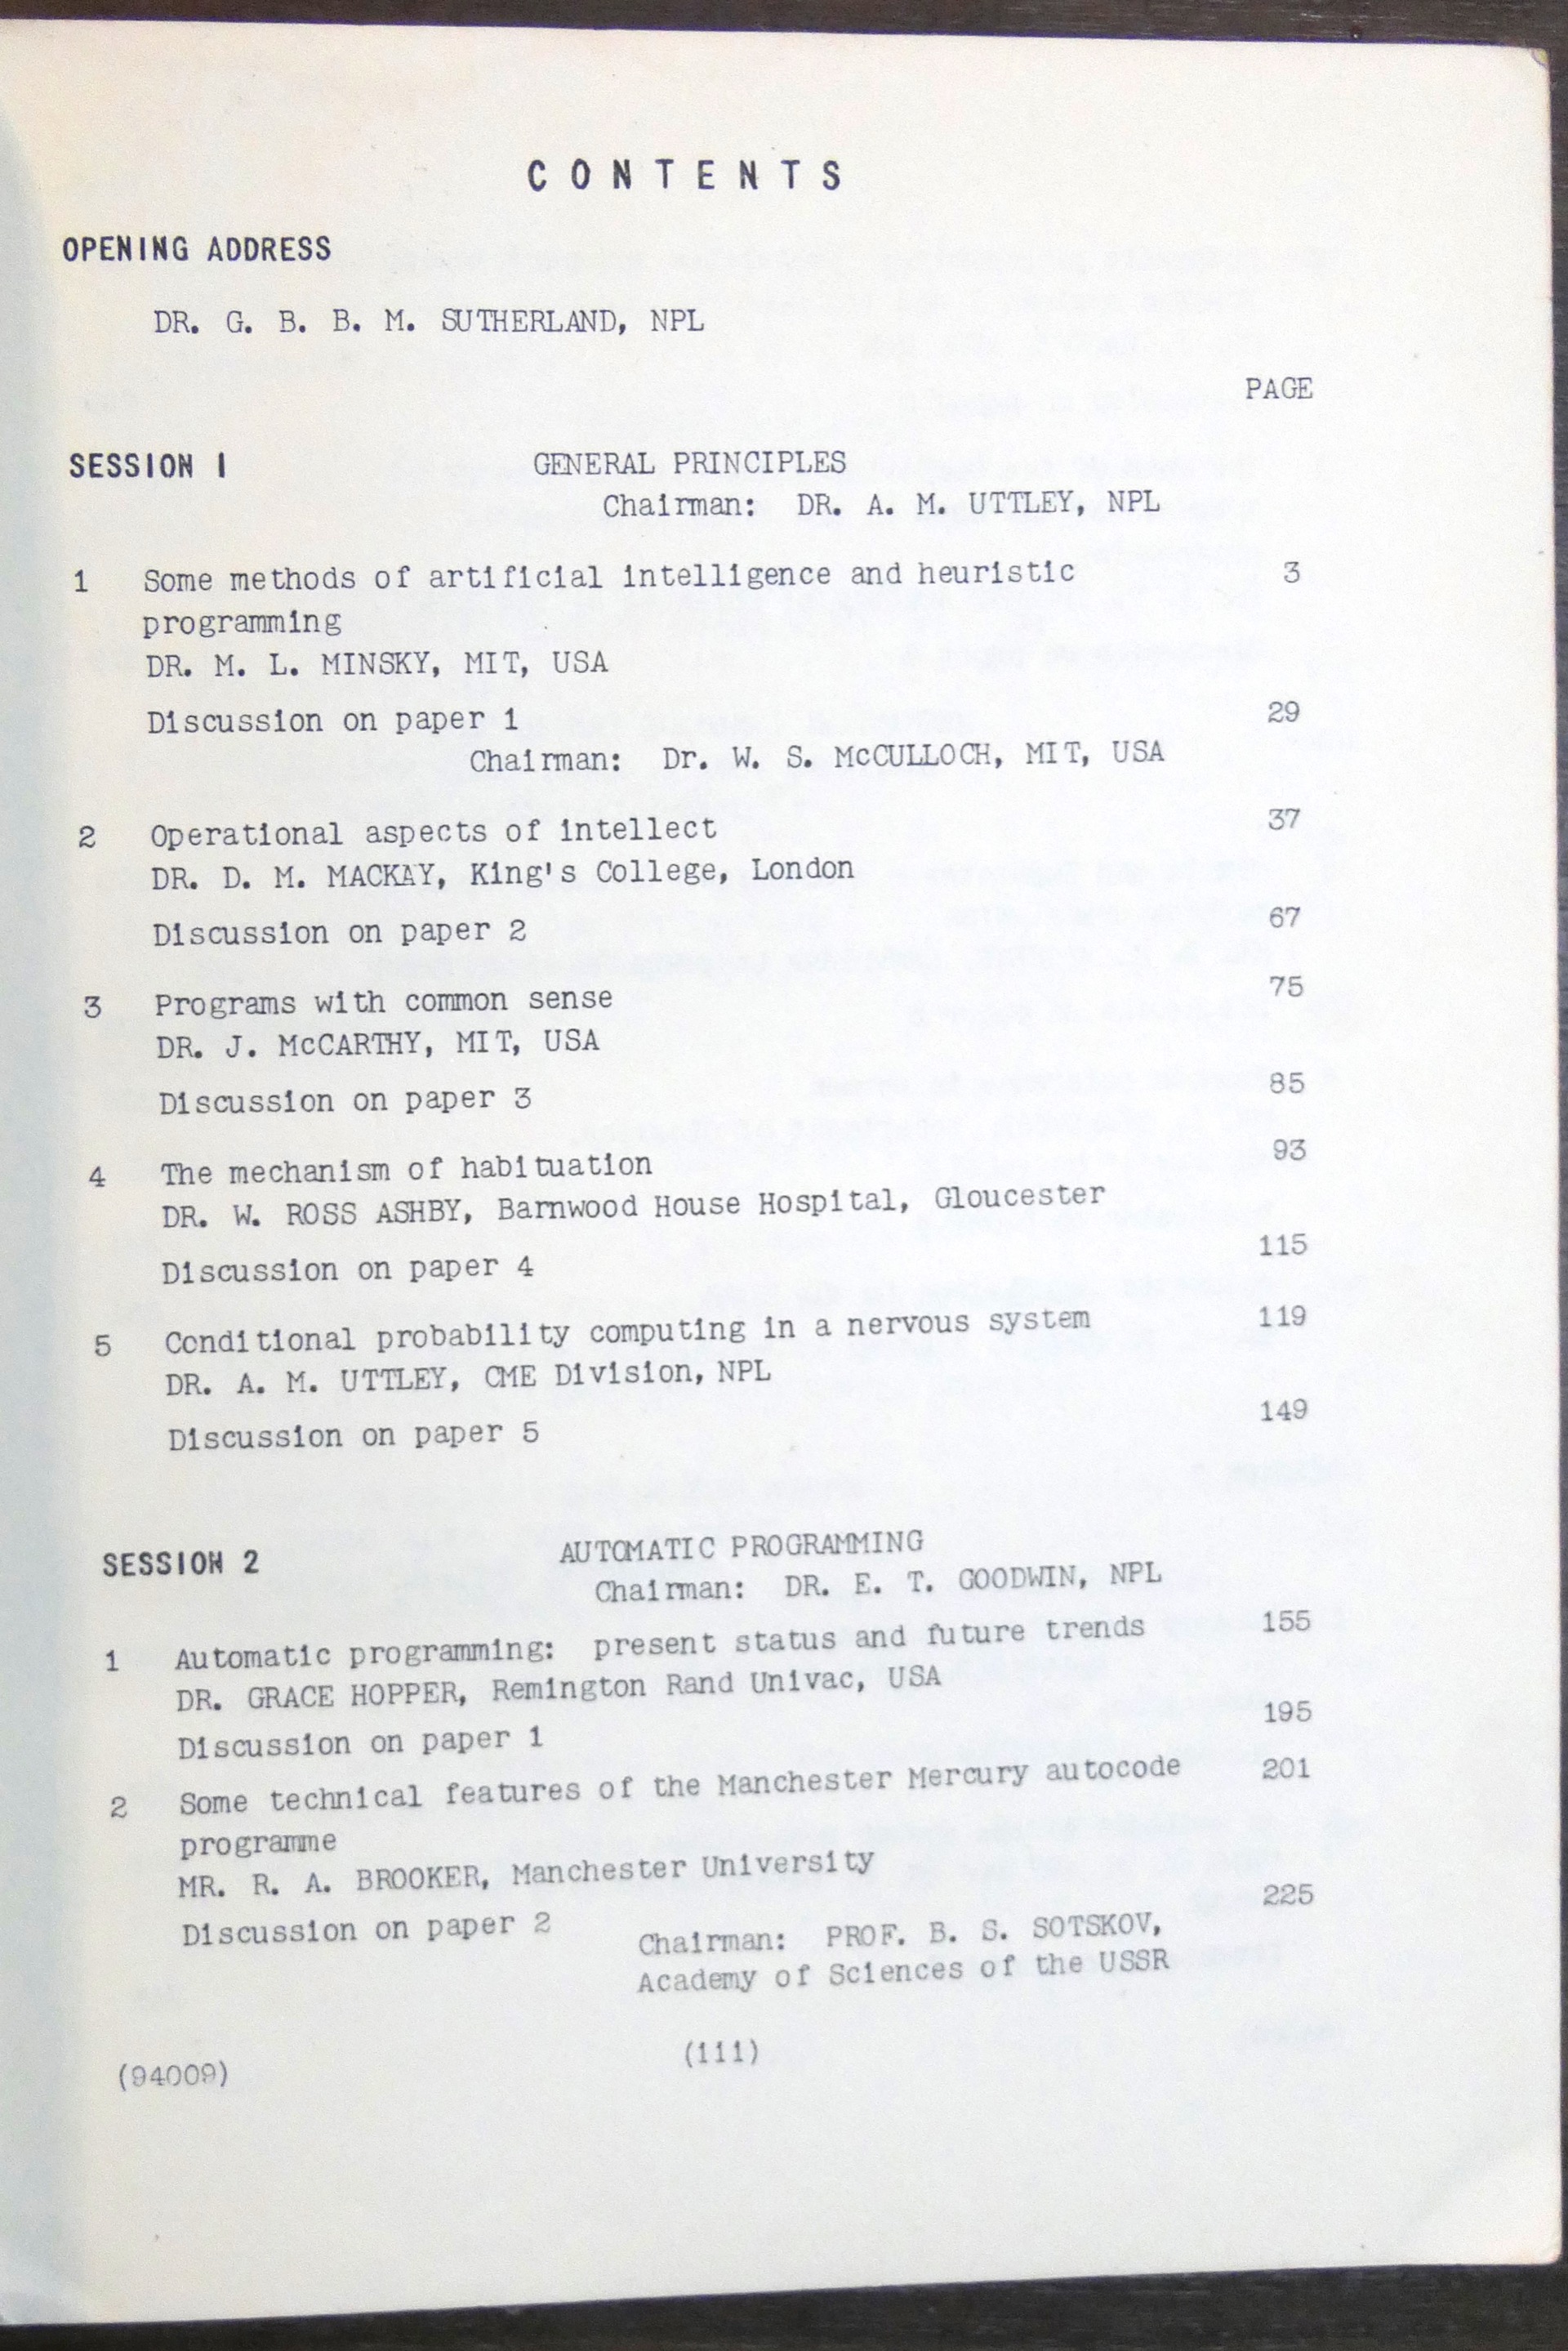 CONTENTS
OPENING ADDRESS
DR. G. B. B. M. SUTHERLAND, NPL
PAGE
SESSION 1 GENERAL PRINCIPLES
Chairman: DR. A. M. UTTLEY, NPL
1 Some methods of artificial intelligence and heuristic 3
programming
DR. M. L. MINSKY, MIT, USA
Discussion on paper 1 29
Chairman: Dr. W. S. McCULLOCH, MIT, USA
2 Operational aspects of intellect 37
DR. D. M. MACKAY, King's College, London
Discussion on paper 2 67
3 Programs with common sense 75
DR. J. McCARTHY, MIT, USA
Discussion on paper 3 85
4 The mechanism of habituation 93
DR. W. ROSS ASHBY, Barnwood House Hospital, Gloucester
Discussion on paper 4 115
5 Conditional probability computing in a nervous system 119
DR. A. M. UTTLEY, CME Division, NPL
Discussion on paper 5 149
SESSION 2 AUTOMATIC PROGRAMMING
Chairman: DR. E. T. GOODWIN, NPL
1 Automatic programming: present status and future trends 155
DR. GRACE HOPPER, Remington Rand Univac, USA
Discussion on paper 1 195
2 Some technical features of the Manchester Mercury autocode 201
programme
MR. R. A. BROOKER, Manchester University
Discussion on paper 2 225
Chairman: PROF. B. S. SOTSKOV,
Academy of Sciences of the USSR
(94009) (iii)